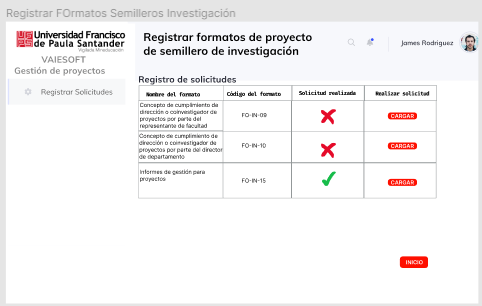 Registrar FOrmatos Semilleros Investigación
Universidad Francisco
de Paula Santander
Vigilada Mineducación
VAIESOFT
Gestión de proyectos
Registrar Solicitudes
Registrar formatos de proyecto
de semillero de investigación
James Rodriguez
Registro de solicitudes
Nombre del formato
Código del formato
Solicitud realizada
Realizar solicitud
Concepto de cumplimiento de
dirección o coinvestigador de
proyectos por parte del
representante de facultad
FO-IN-09
CARGAR
Concepto de cumplimiento de
dirección o coinvestigador de
proyectos por parte del director
de departamento
FO-IN-10
CARGAR
Informes de gestión para
proyectos
FO-IN-15
CARGAR
INICIO